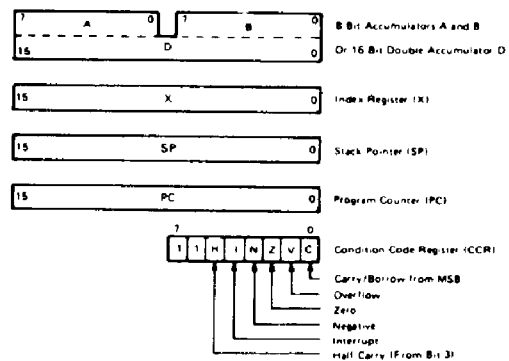 7 A 0 7 B 0 8 Bit Accumulators A and B
15 D 0 Or 16 Bit Double Accumulator D
15 X 0 Index Register (X)
15 SP 0 Stack Pointer (SP)
15 PC 0 Program Counter (PC)
7 0
1 1 H I N Z V C Condition Code Register (CCR)
Carry/Borrow from MSB
Overflow
Zero
Negative
Interrupt
Half Carry (From Bit 3)